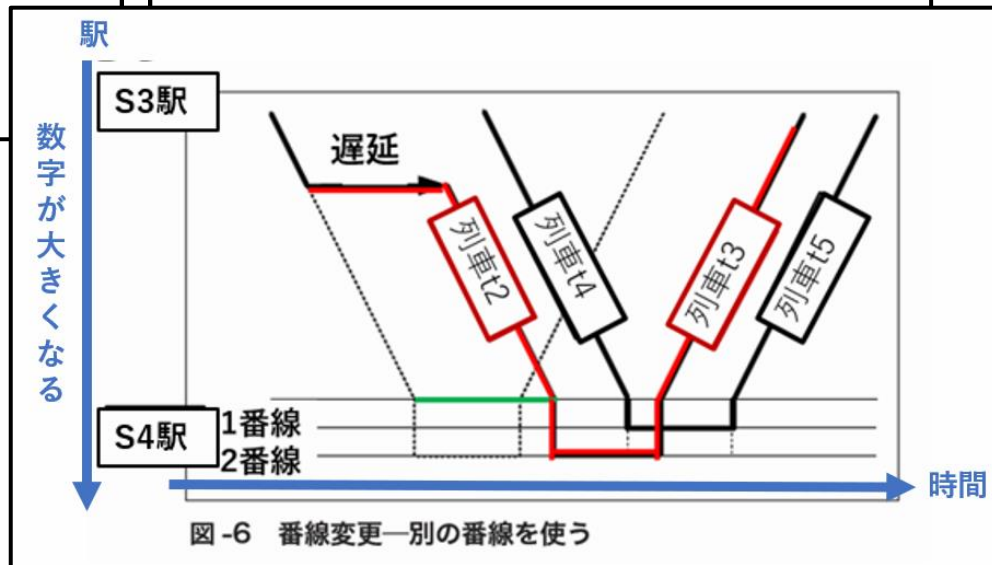 駅
数字が大きくなる
S3駅
遅延
列車t2
列車t4
列車t3
列車t5
S4駅
1番線
2番線
時間
図-6 番線変更―別の番線を使う